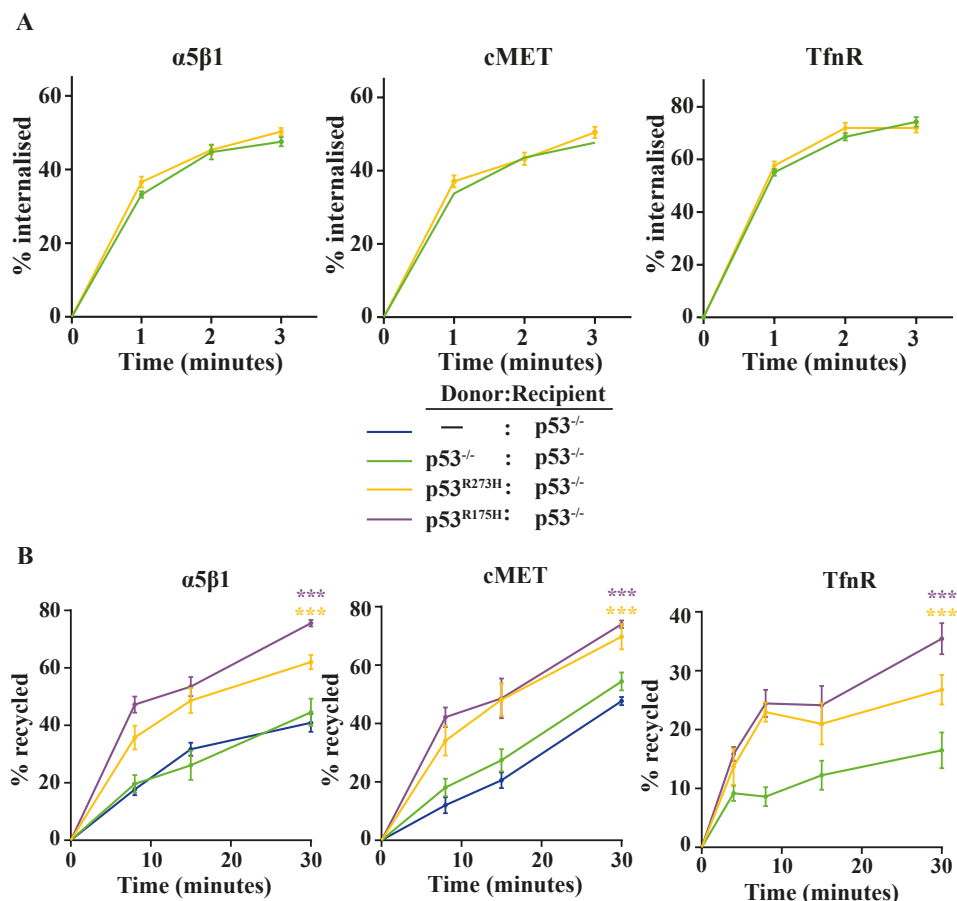 A
α5β1 cMET TfnR
% internalised
60
40
20
0
0 1 2 3
Time (minutes)
% internalised
60
40
20
0
0 1 2 3
Time (minutes)
% internalised
80
60
40
20
0
0 1 2 3
Time (minutes)
Donor:Recipient
— : p53-/-
p53-/- : p53-/-
p53R273H : p53-/-
p53R175H : p53-/-
B
α5β1 cMET TfnR
***
***
% recycled
80
60
40
20
0
0 10 20 30
Time (minutes)
***
***
% recycled
80
60
40
20
0
0 10 20 30
Time (minutes)
***
***
% recycled
40
30
20
10
0
0 10 20 30
Time (minutes)